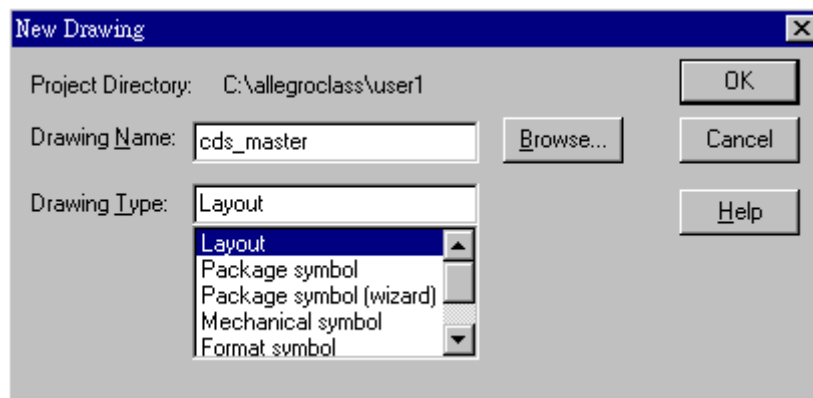 New Drawing
Project Directory: C:\allegroclass\user1
OK
Drawing Name: cds_master
Browse...
Cancel
Drawing Type: Layout
Help
Layout
Package symbol
Package symbol (wizard)
Mechanical symbol
Format symbol